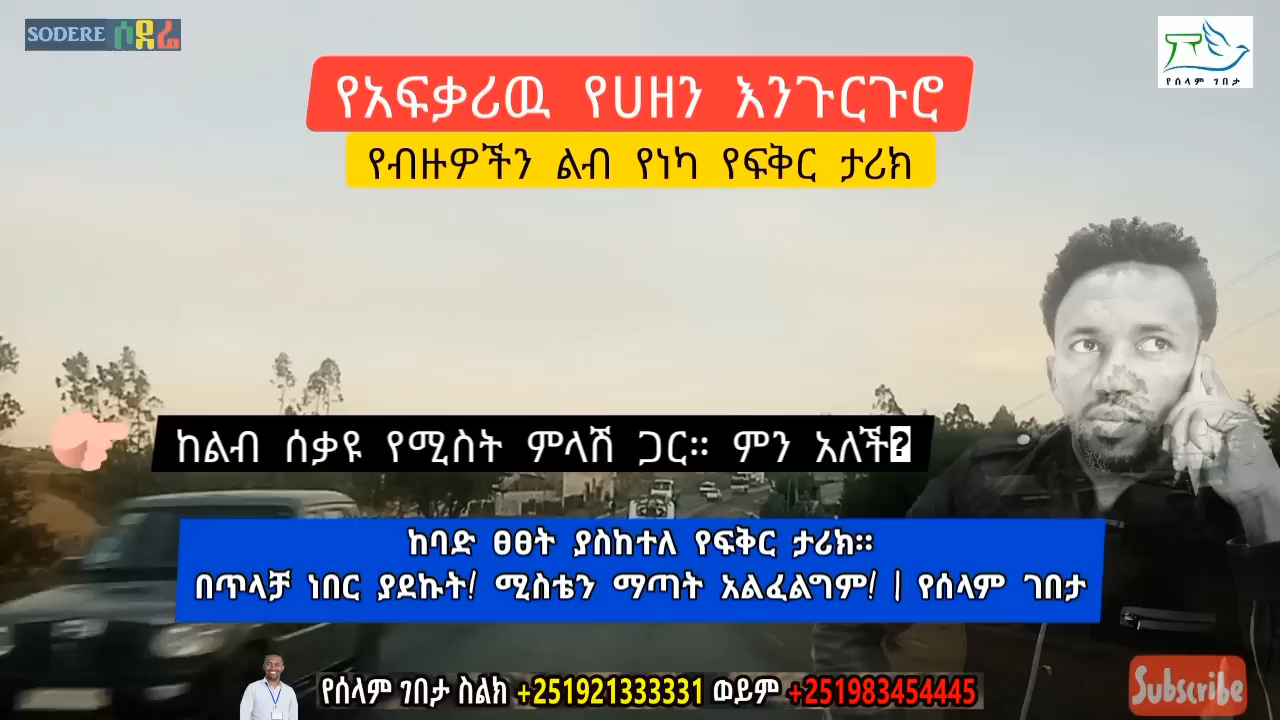 SODERE ሶደሬ
የሰላም ገበታ
የአፍቃሪዉ የሀዘን እንጉርጉሮ
የብዙዎችን ልብ የነካ የፍቅር ታሪክ
ከልብ ሰቃዩ የሚስት ምላሽ ጋር። ምን አለች
ከባድ ፀፀት ያስከተለ የፍቅር ታሪክ።
በጥላቻ ነበር ያደኩት! ሚስቴን ማጣት አልፈልግም! | የሰላም ገበታ
የሰላም ገበታ ስልክ +251921333331 ወይም +251983454445
Subscribe